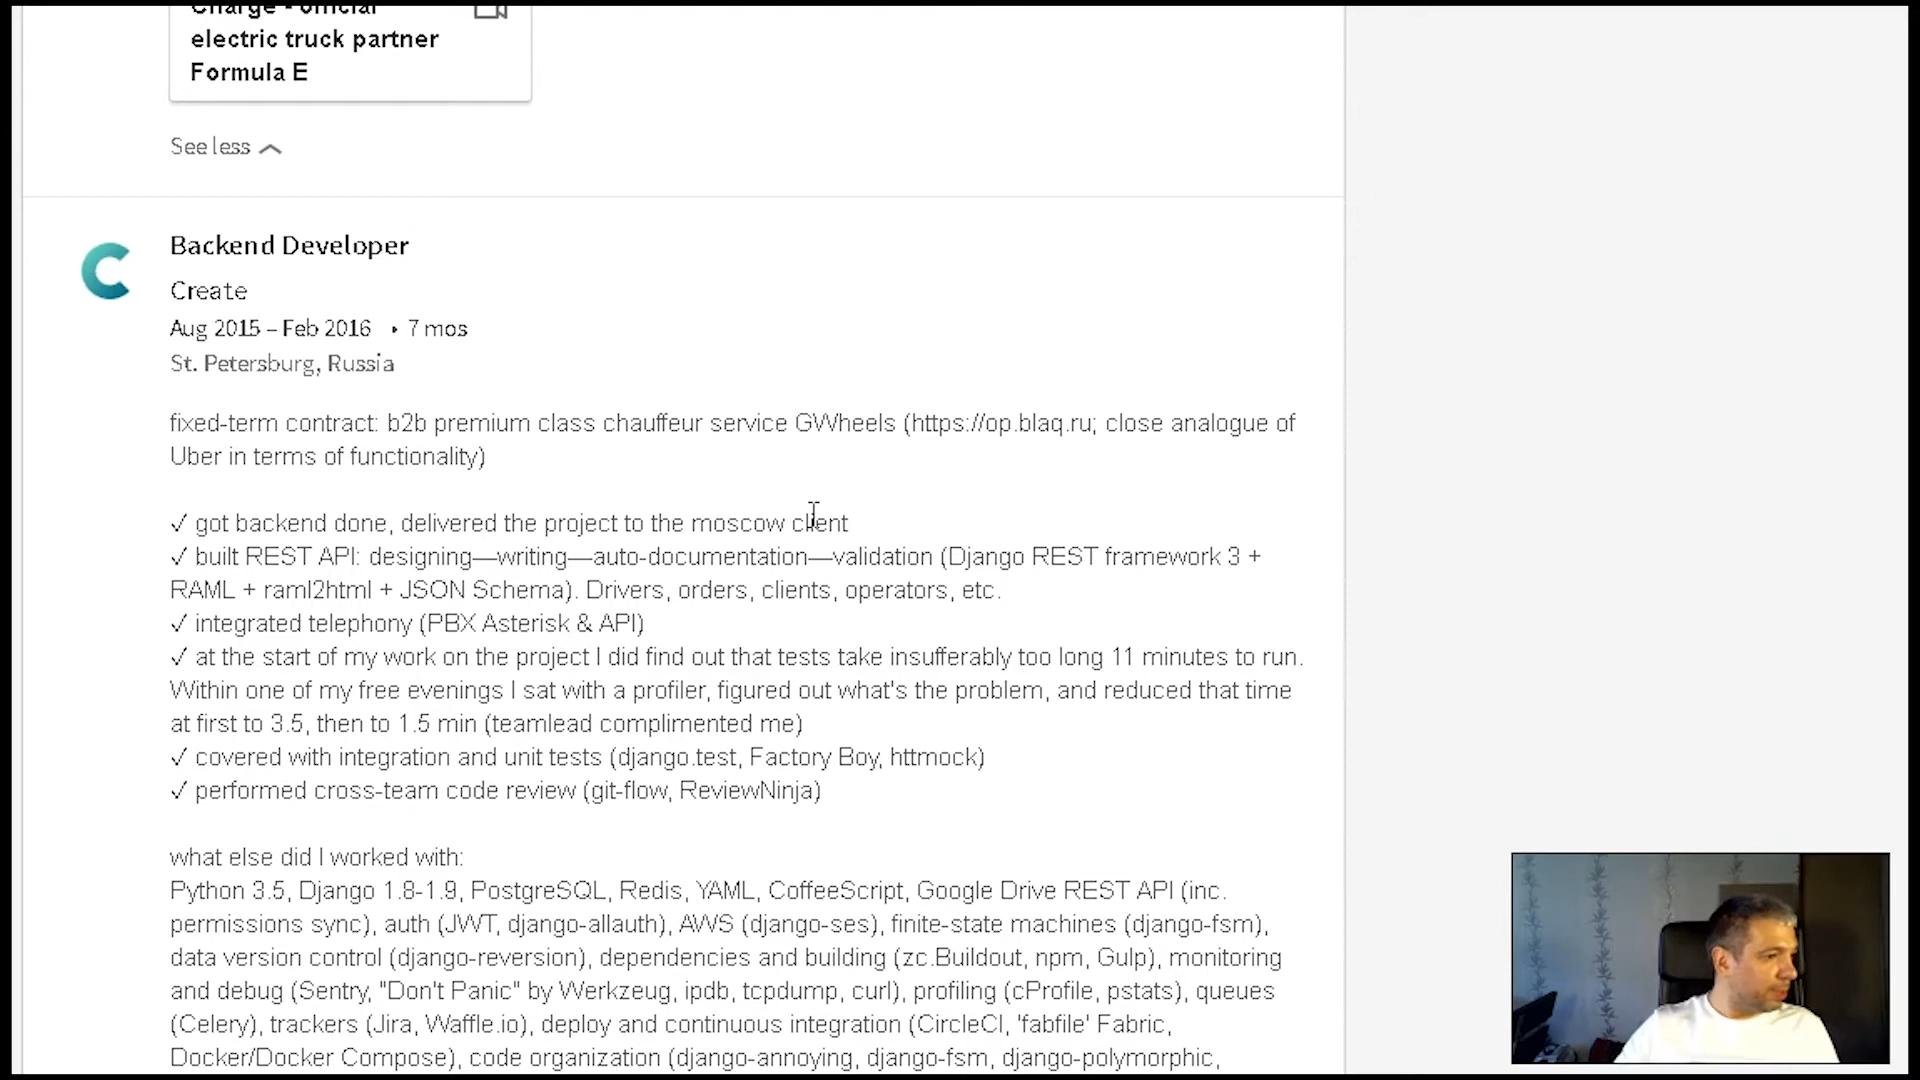 Charge - official
electric truck partner
Formula E
See less
Backend Developer
Create
Aug 2015 – Feb 2016 • 7 mos
St. Petersburg, Russia
fixed-term contract: b2b premium class chauffeur service GWheels (https://op.blaq.ru; close analogue of
Uber in terms of functionality)
✓ got backend done, delivered the project to the moscow client
✓ built REST API: designing—writing—auto-documentation—validation (Django REST framework 3 +
RAML + raml2html + JSON Schema). Drivers, orders, clients, operators, etc.
✓ integrated telephony (PBX Asterisk & API)
✓ at the start of my work on the project I did find out that tests take insufferably too long 11 minutes to run.
Within one of my free evenings I sat with a profiler, figured out what's the problem, and reduced that time
at first to 3.5, then to 1.5 min (teamlead complimented me)
✓ covered with integration and unit tests (django.test, Factory Boy, httmock)
✓ performed cross-team code review (git-flow, ReviewNinja)
what else did I worked with:
Python 3.5, Django 1.8-1.9, PostgreSQL, Redis, YAML, CoffeeScript, Google Drive REST API (inc.
permissions sync), auth (JWT, django-allauth), AWS (django-ses), finite-state machines (django-fsm),
data version control (django-reversion), dependencies and building (zc.Buildout, npm, Gulp), monitoring
and debug (Sentry, "Don't Panic" by Werkzeug, ipdb, tcpdump, curl), profiling (cProfile, pstats), queues
(Celery), trackers (Jira, Waffle.io), deploy and continuous integration (CircleCI, 'fabfile' Fabric,
Docker/Docker Compose), code organization (django-annoying, django-fsm, django-polymorphic,